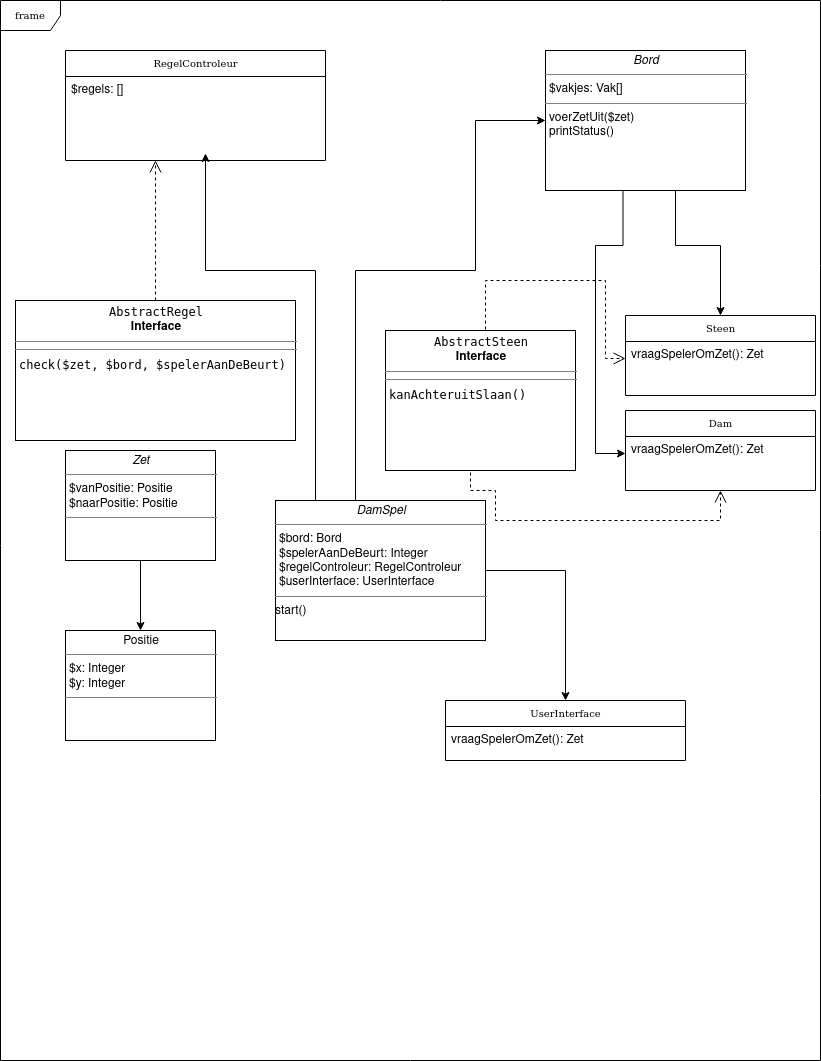 frame
RegelControleur
$regels: []
Bord
$vakjes: Vak[]
voerZetUit($zet)
printStatus()
AbstractRegel
Interface
check($zet, $bord, $spelerAanDeBeurt)
AbstractSteen
Interface
kanAchteruitSlaan()
Steen
vraagSpelerOmZet(): Zet
Dam
vraagSpelerOmZet(): Zet
Zet
$vanPositie: Positie
$naarPositie: Positie
DamSpel
$bord: Bord
$spelerAanDeBeurt: Integer
$regelControleur: RegelControleur
$userInterface: UserInterface
start()
Positie
$x: Integer
$y: Integer
UserInterface
vraagSpelerOmZet(): Zet